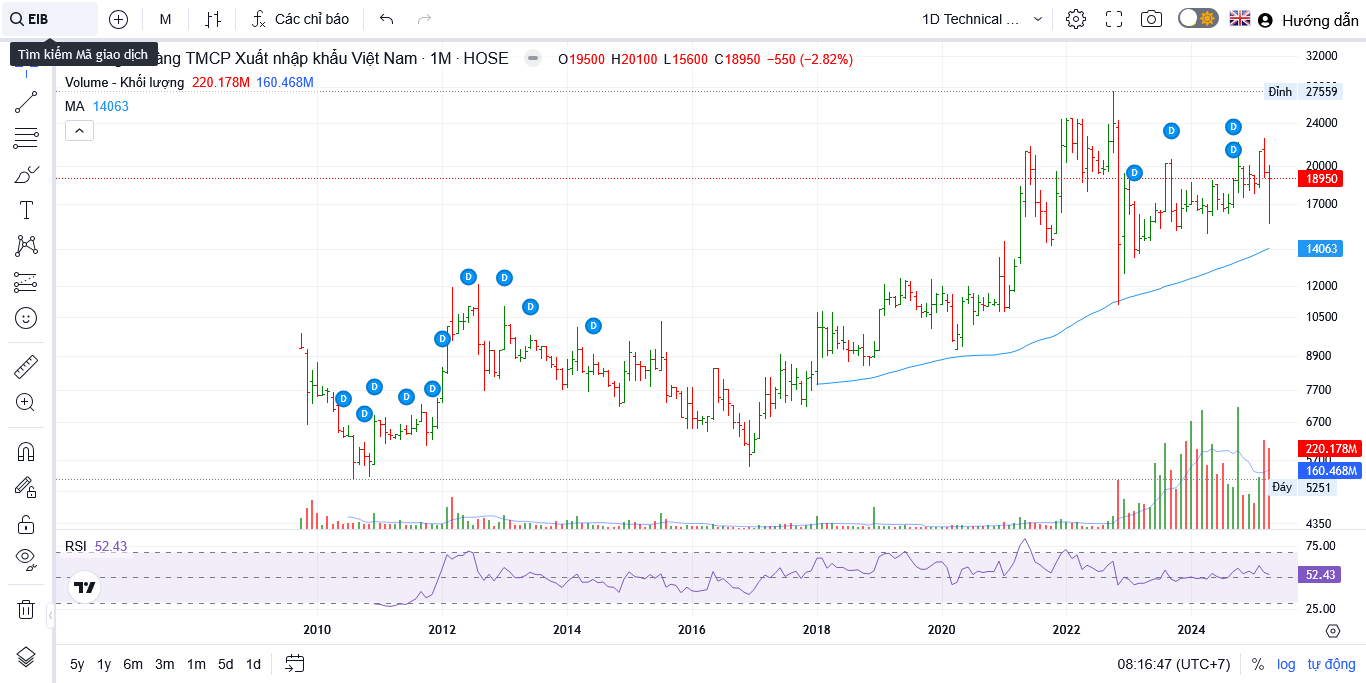 EIB
M
Các chỉ báo
1D Technical ...
Hướng dẫn
Tìm kiếm Mã giao dịch
àng TMCP Xuất nhập khẩu Việt Nam · 1M · HOSE
O19500 H20100 L15600 C18950 −550 (−2.82%)
Volume - Khối lượng 220.178M 160.468M
MA 14063
32000
Đỉnh 27559
24000
20000
18950
17000
14063
12000
10500
8900
7700
6700
220.178M
5700
160.468M
Đáy 5251
4350
D
D
D
D
D
D
D
D
D
D
D
D
D
D
RSI 52.43
75.00
52.43
25.00
2010 2012 2014 2016 2018 2020 2022 2024
5y 1y 6m 3m 1m 5d 1d
08:16:47 (UTC+7) % log tự động